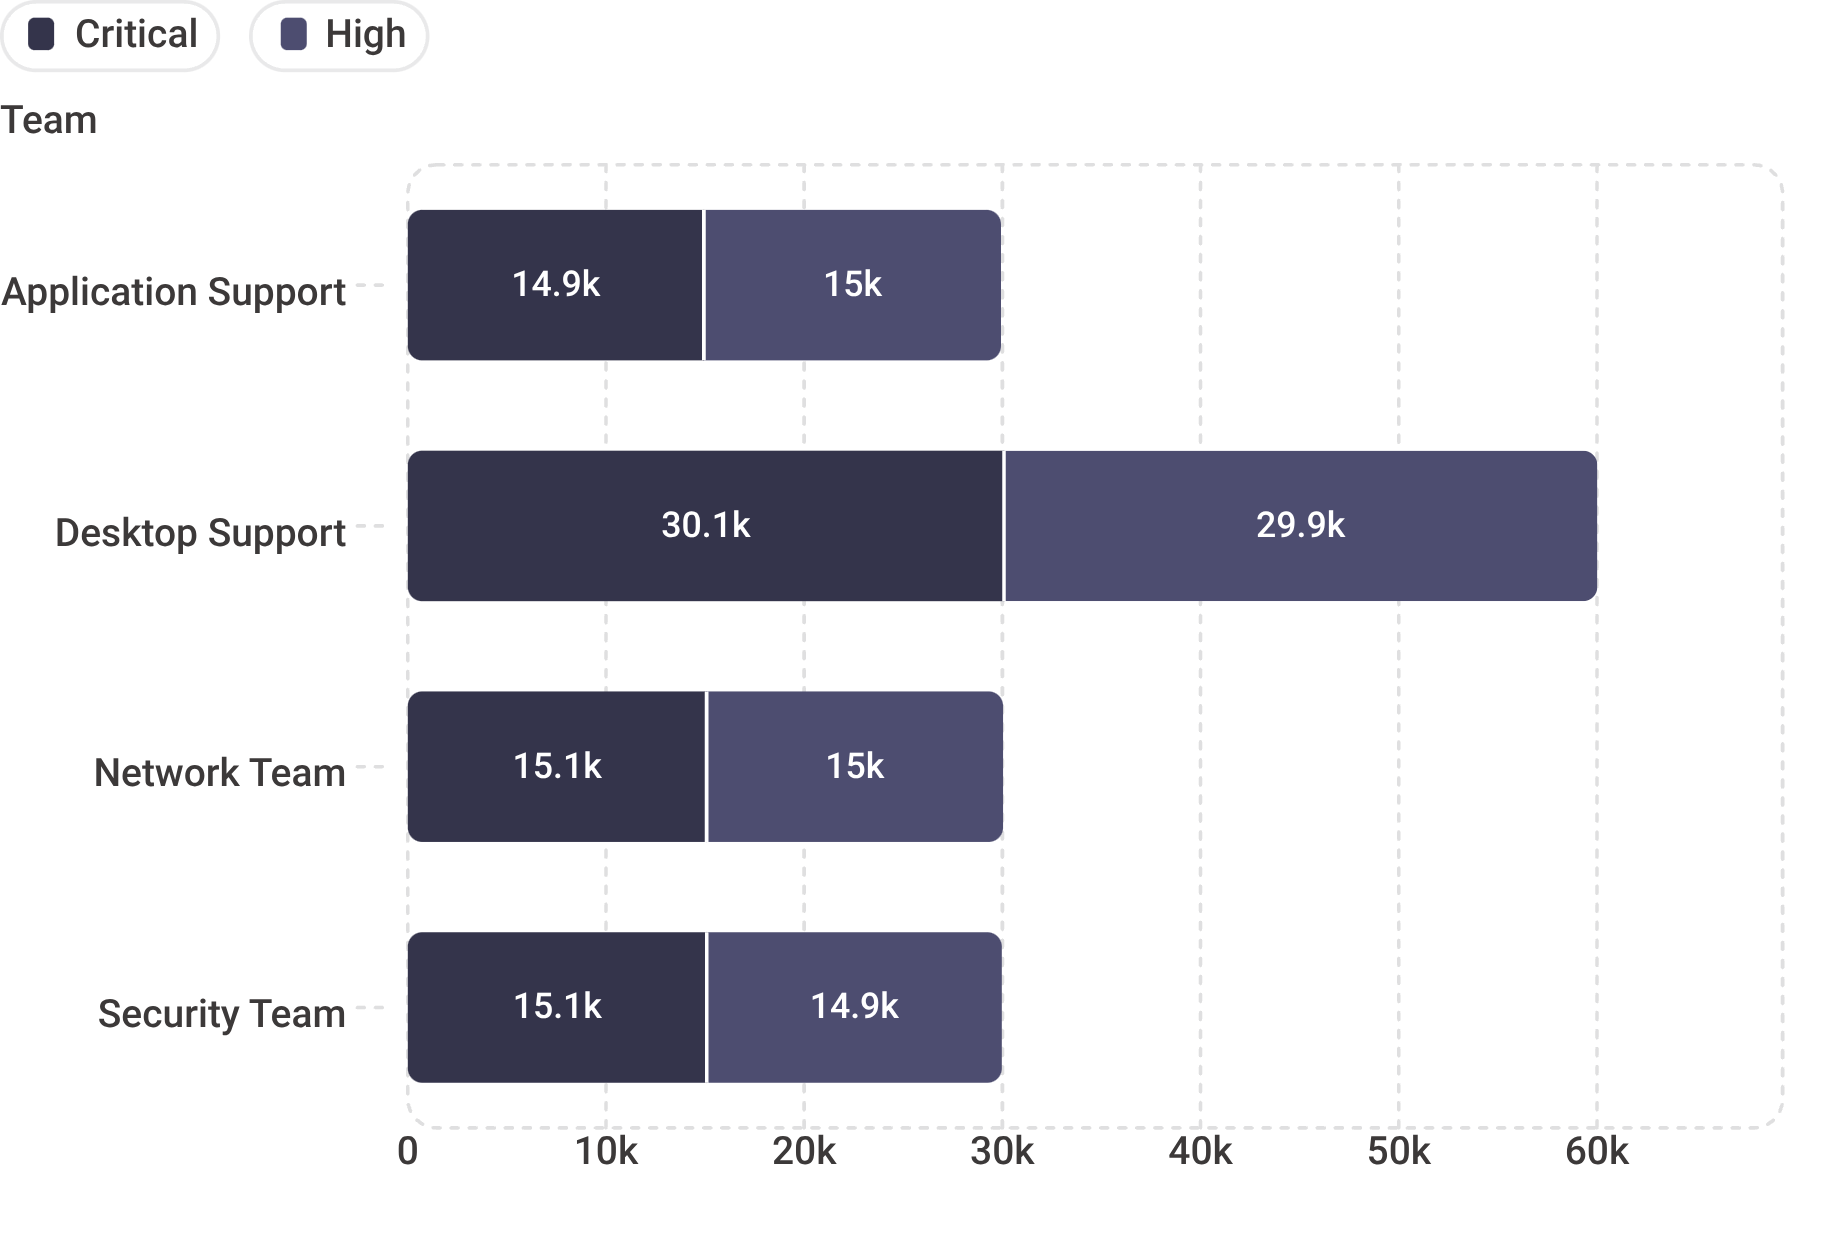 Critical High
Team
Application Support 14.9k 15k
Desktop Support 30.1k 29.9k
Network Team 15.1k 15k
Security Team 15.1k 14.9k
0 10k 20k 30k 40k 50k 60k